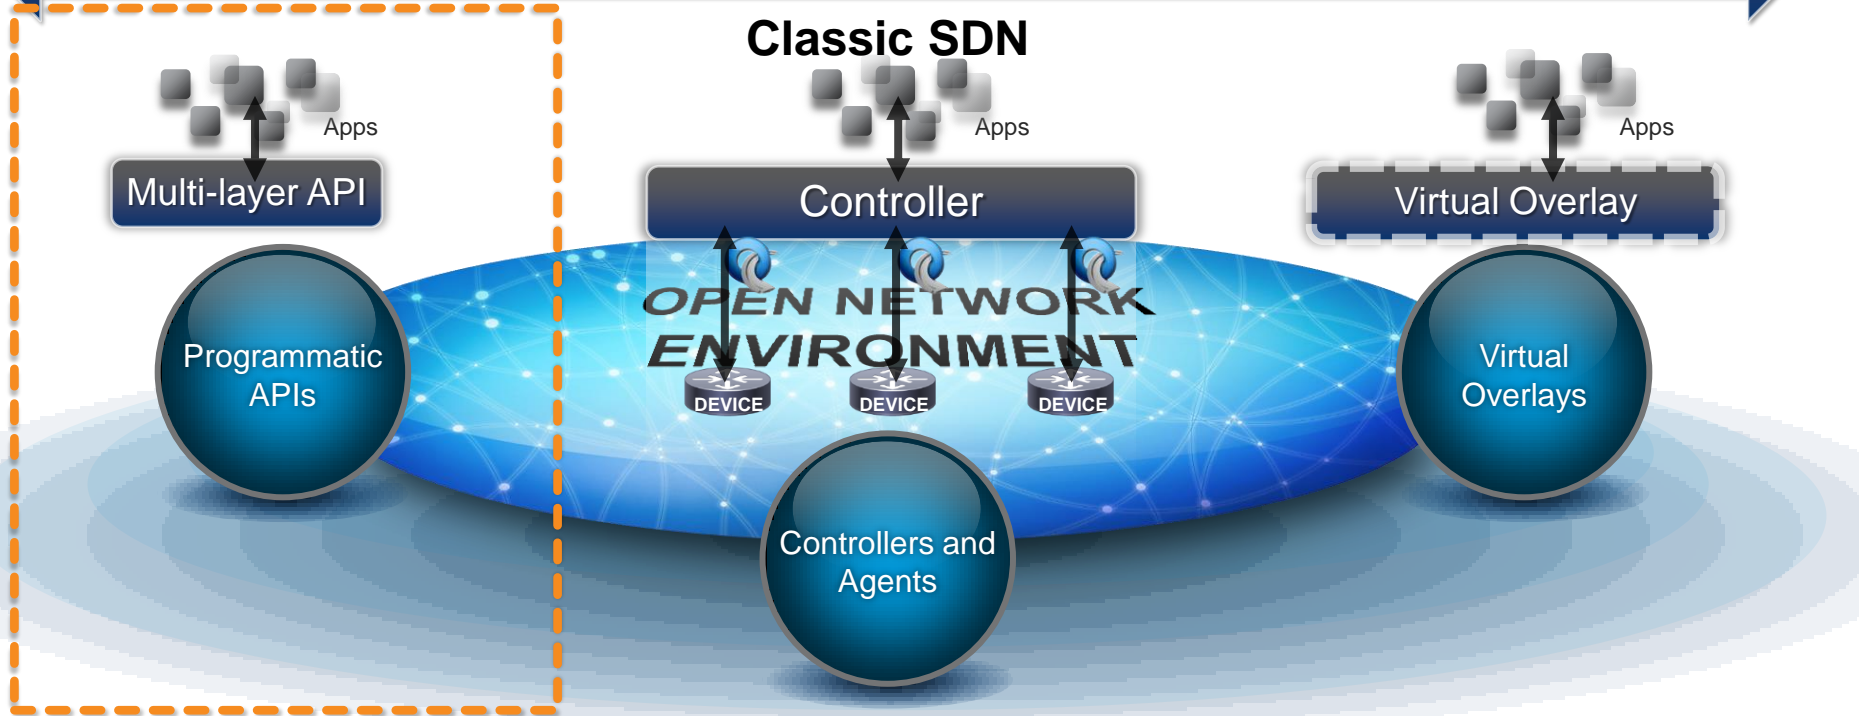 Classic SDN
Apps
Apps
Apps
Multi-layer API
Controller
Virtual Overlay
OPEN NETWORK
ENVIRONMENT
Programmatic
APIs
DEVICE
DEVICE
DEVICE
Virtual
Overlays
Controllers and
Agents